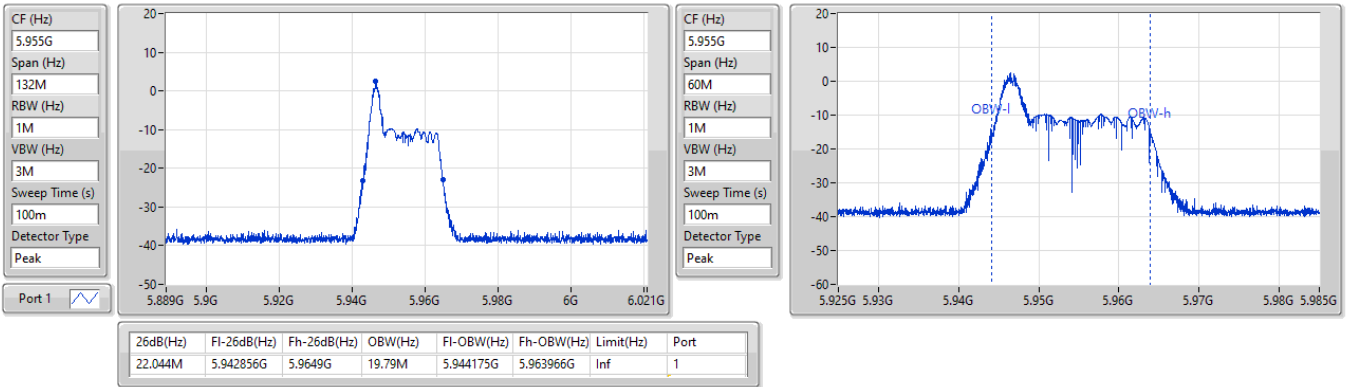 CF (Hz)
5.955G
Span (Hz)
132M
RBW (Hz)
1M
VBW (Hz)
3M
Sweep Time (s)
100m
Detector Type
Peak
Port 1
20
10
0
-10
-20
-30
-40
-50
5.889G 5.9G 5.92G 5.94G 5.96G 5.98G 6G 6.021G
CF (Hz)
5.955G
Span (Hz)
60M
RBW (Hz)
1M
VBW (Hz)
3M
Sweep Time (s)
100m
Detector Type
Peak
20
10
0
-10
-20
-30
-40
-50
-60
OBW-l
OBW-h
5.925G 5.93G 5.94G 5.95G 5.96G 5.97G 5.98G 5.985G
26dB(Hz) Fl-26dB(Hz) Fh-26dB(Hz) OBW(Hz) Fl-OBW(Hz) Fh-OBW(Hz) Limit(Hz) Port
22.044M 5.942856G 5.9649G 19.79M 5.944175G 5.963966G Inf 1